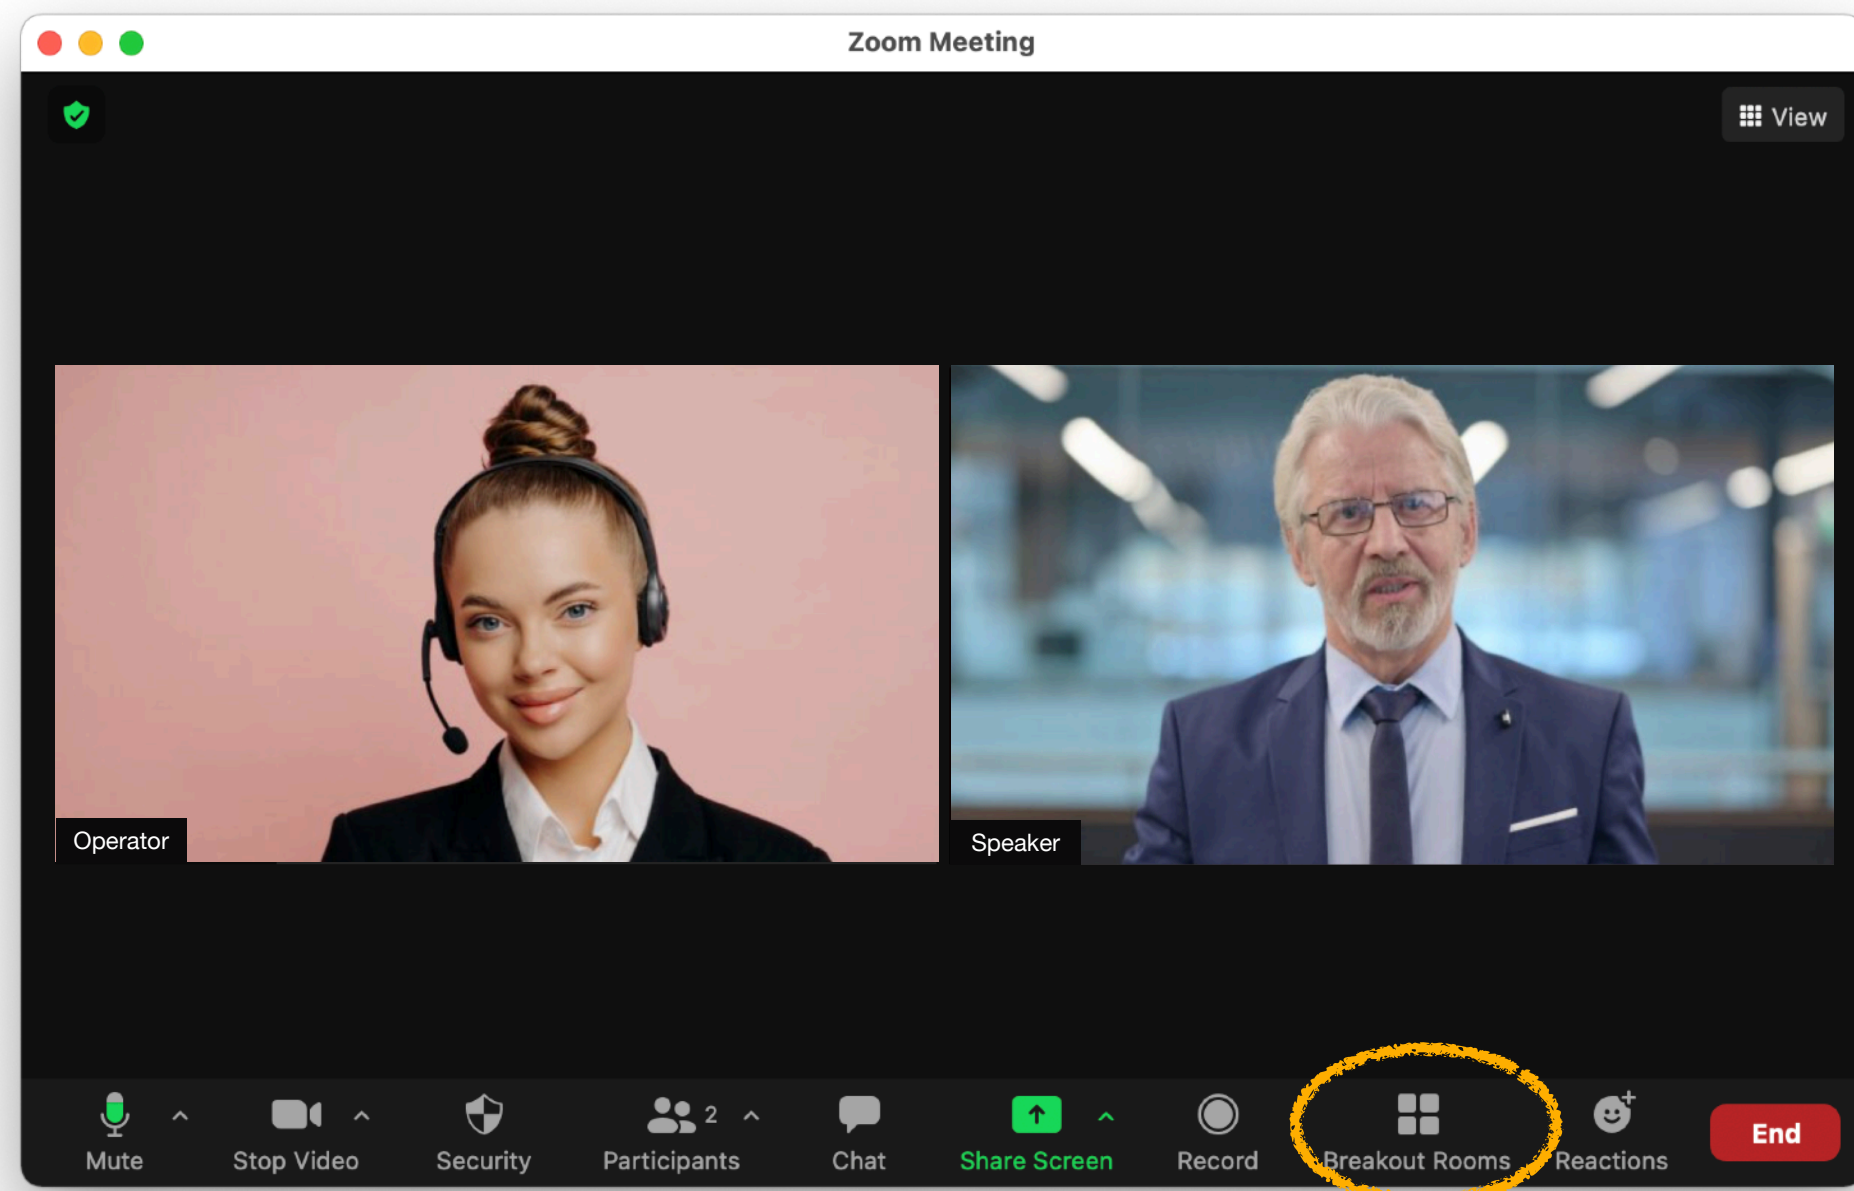 Zoom Meeting
View
Operator
Speaker
2
Mute
Stop Video
Security
Participants
Chat
Share Screen
Record
Breakout Rooms
Reactions
End